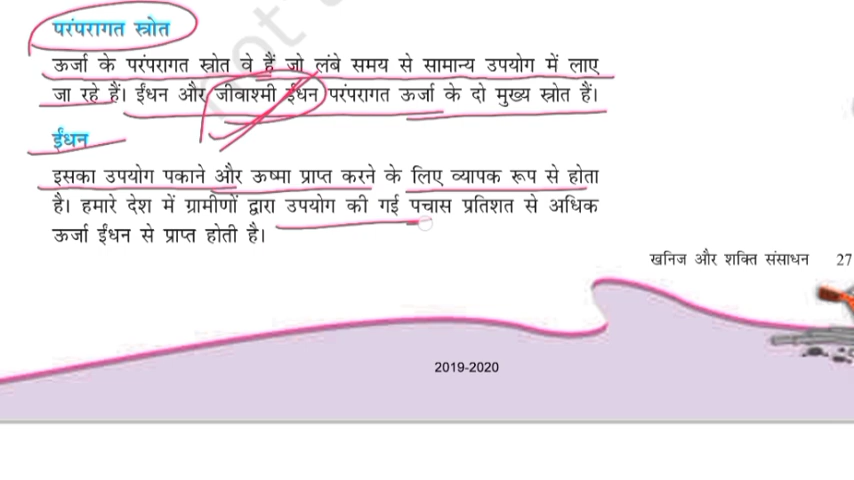 परंपरागत स्रोत
ऊर्जा के परंपरागत स्रोत वे हैं जो लंबे समय से सामान्य उपयोग में लाए
जा रहे हैं। ईंधन और जीवाश्मी ईंधन परंपरागत ऊर्जा के दो मुख्य स्रोत हैं।
ईंधन
इसका उपयोग पकाने और ऊष्मा प्राप्त करने के लिए व्यापक रूप से होता
है। हमारे देश में ग्रामीणों द्वारा उपयोग की गई पचास प्रतिशत से अधिक
ऊर्जा ईंधन से प्राप्त होती है।
खनिज और शक्ति संसाधन 27
2019-2020